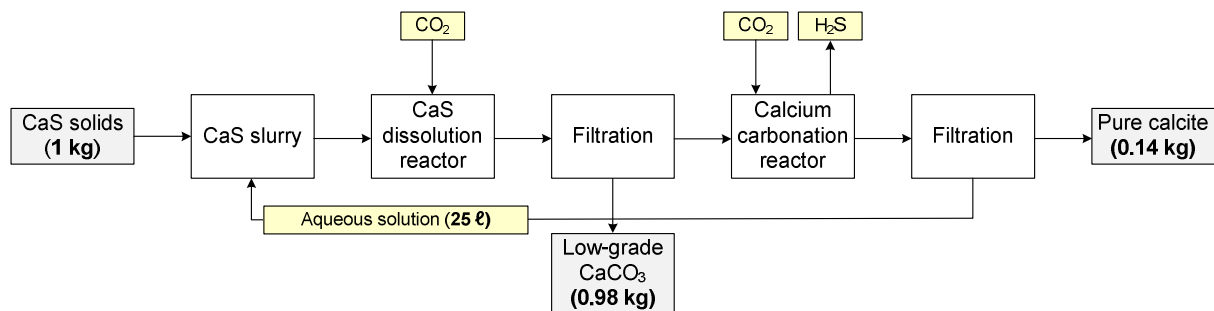 CO₂
CO₂
H₂S
CaS solids
(1 kg)
CaS slurry
CaS
dissolution
reactor
Filtration
Calcium
carbonation
reactor
Filtration
Pure calcite
(0.14 kg)
Aqueous solution (25 ℓ)
Low-grade
CaCO₃
(0.98 kg)